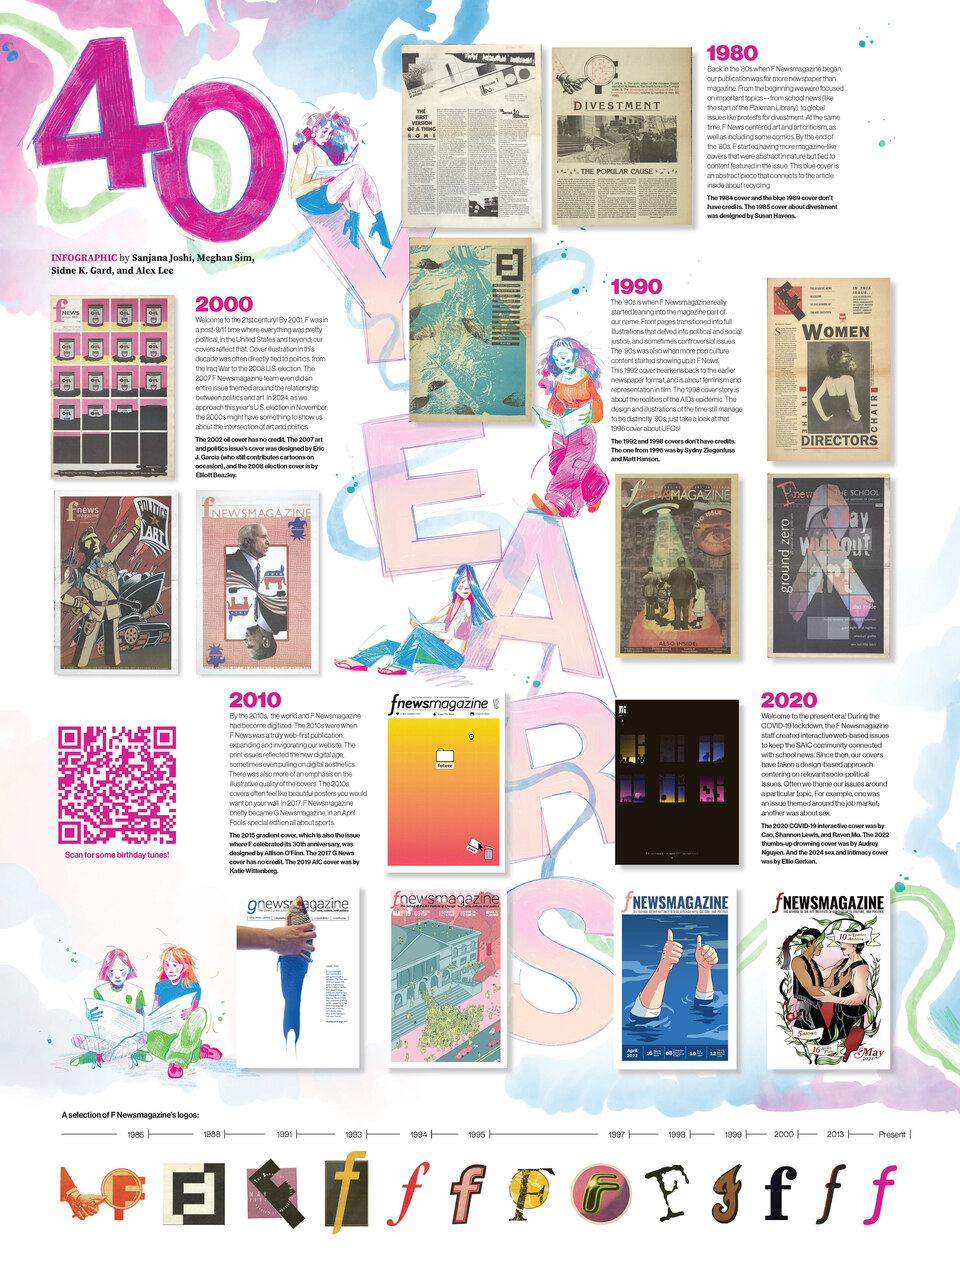 40
YEARS
INFOGRAPHIC by Sanjana Joshi, Meghan Sim,
Sidne K. Gard, and Alex Lee
1980
Back in the '80s when F Newsmagazine began,
our publication was far more newspaper than
magazine. From the beginning we were focused
on important topics — from school news (like
the start of the Flaxman Library), to global
issues like protests for divestment. At the same
time, F News centered art and art criticism, as
well as including some comics. By the end of
the '80s, F started having more magazine-like
covers that were abstract in nature but tied to
content featured in the issue. This blue cover is
an abstract piece that connects to the article
inside about recycling.
The 1984 cover and the blue 1989 cover don't
have credits. The 1985 cover about divestment
was designed by Susan Havens.
THE
FIRST
VERSION
OF A THING
ROME
DIVESTMENT
THE POPULAR CAUSE
1990
The '90s is when F Newsmagazine really
started leaning into the magazine part of
our name. Front pages transitioned into full
illustrations that delved into political and social
justice, and sometimes controversial issues.
The '90s was also when more pop culture
content started showing up in F News.
This 1992 cover hearkens back to the earlier
newspaper format, and is about feminism and
representation in film. The 1998 cover story is
about the realities of the AIDs epidemic. The
design and illustrations of the time still manage
to be distinctly '90s, just take a look at that
1996 cover about UFOs!
The 1992 and 1998 covers don't have credits.
The one from 1996 was by Sydny Ziegenfuss
and Matt Hanson.
IN THIS
ISSUE
WOMEN
IN THE
CHAIR
DIRECTORS
fNEWSMAGAZINE
UFO ISSUE
ALSO INSIDE:
Fnews
THE SCHOOL
ground zero
day
without
art
also inside
2000
Welcome to the 21st century! By 2001, F was in
a post-9/11 time where everything was pretty
political, in the United States and beyond, our
covers reflect that. Cover illustration in this
decade was often directly tied to politics, from
the Iraq War to the 2008 U.S. election. The
2007 F Newsmagazine team even did an
entire issue themed around the relationship
between politics and art. In 2024, as we
approach this year's U.S. election in November,
the 2000s might have something to show us
about the intersection of art and politics.
The 2002 oil cover has no credit. The 2007 art
and politics issue's cover was designed by Eric
J. Garcia (who still contributes cartoons on
occasion), and the 2008 election cover is by
Elliott Beazley.
f NEWS
OIL
fnews
magazine
POLITICS
ART
fNEWSMAGAZINE
2010
By the 2010s, the world and F Newsmagazine
had become digitized. The 2010s were when
F News was a truly web-first publication,
expanding and invigorating our website. The
print issues reflected the new digital age,
sometimes even pulling on digital aesthetics.
There was also more of an emphasis on the
illustrative quality of the covers. The 2010s
covers often feel like beautiful posters you would
want on your wall. In 2017, F Newsmagazine
briefly became G Newsmagazine, in an April
Fools' special edition all about sports.
The 2015 gradient cover, which is also the issue
where F celebrated its 30th anniversary, was
designed by Allison O'Flinn. The 2017 G News
cover has no credit. The 2019 AIC cover was by
Katie Wittenberg.
fnewsmagazine
future
gnewsmagazine
fnewsmagazine
Scan for some birthday tunes!
2020
Welcome to the present era! During the
COVID-19 lockdown, the F Newsmagazine
staff created interactive web-based issues
to keep the SAIC community connected
with school news. Since then, our covers
have taken a design-based approach
centering on relevant socio-political
issues. Often we theme our issues around
a particular topic. For example, one was
an issue themed around the job market;
another was about sex.
The 2020 COVID-19 interactive cover was by
Cao, Shannon Lewis, and Raven Mo. The 2022
thumbs-up drowning cover was by Audrey
Nguyen. And the 2024 sex and intimacy cover
was by Ellie Gerken.
fNEWSMAGAZINE
April
2022
16
08
10
12
fNEWSMAGAZINE
10
5
16
May
2024
A selection of F Newsmagazine's logos:
1985
1988
1991
1993
1994
1995
1997
1998
1999
2000
2013
Present
F
F
f
f
f
F
F
F
F
f
f
f